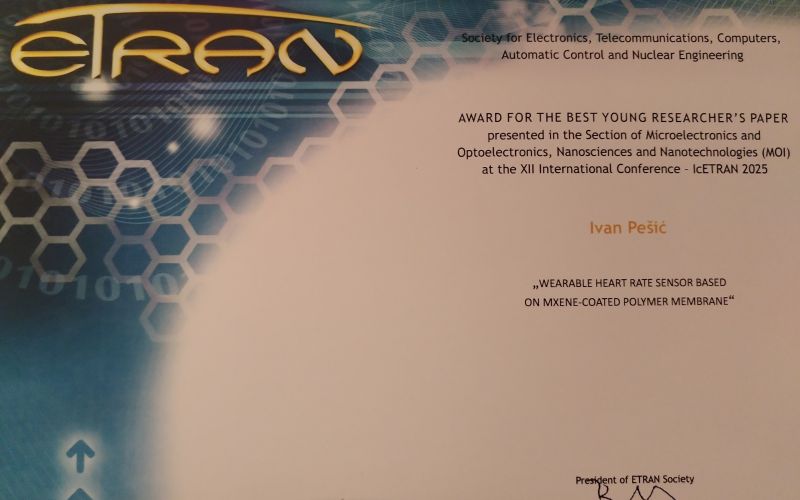 eTRAN
Society for Electronics, Telecommunications, Computers,
Automatic Control and Nuclear Engineering
AWARD FOR THE BEST YOUNG RESEARCHER'S PAPER
presented in the Section of Microelectronics and
Optoelectronics, Nanosciences and Nanotechnologies (MOI)
at the XII International Conference – IcETRAN 2025
Ivan Pešić
„WEARABLE HEART RATE SENSOR BASED
ON MXENE-COATED POLYMER MEMBRANE“
President of ETRAN Society